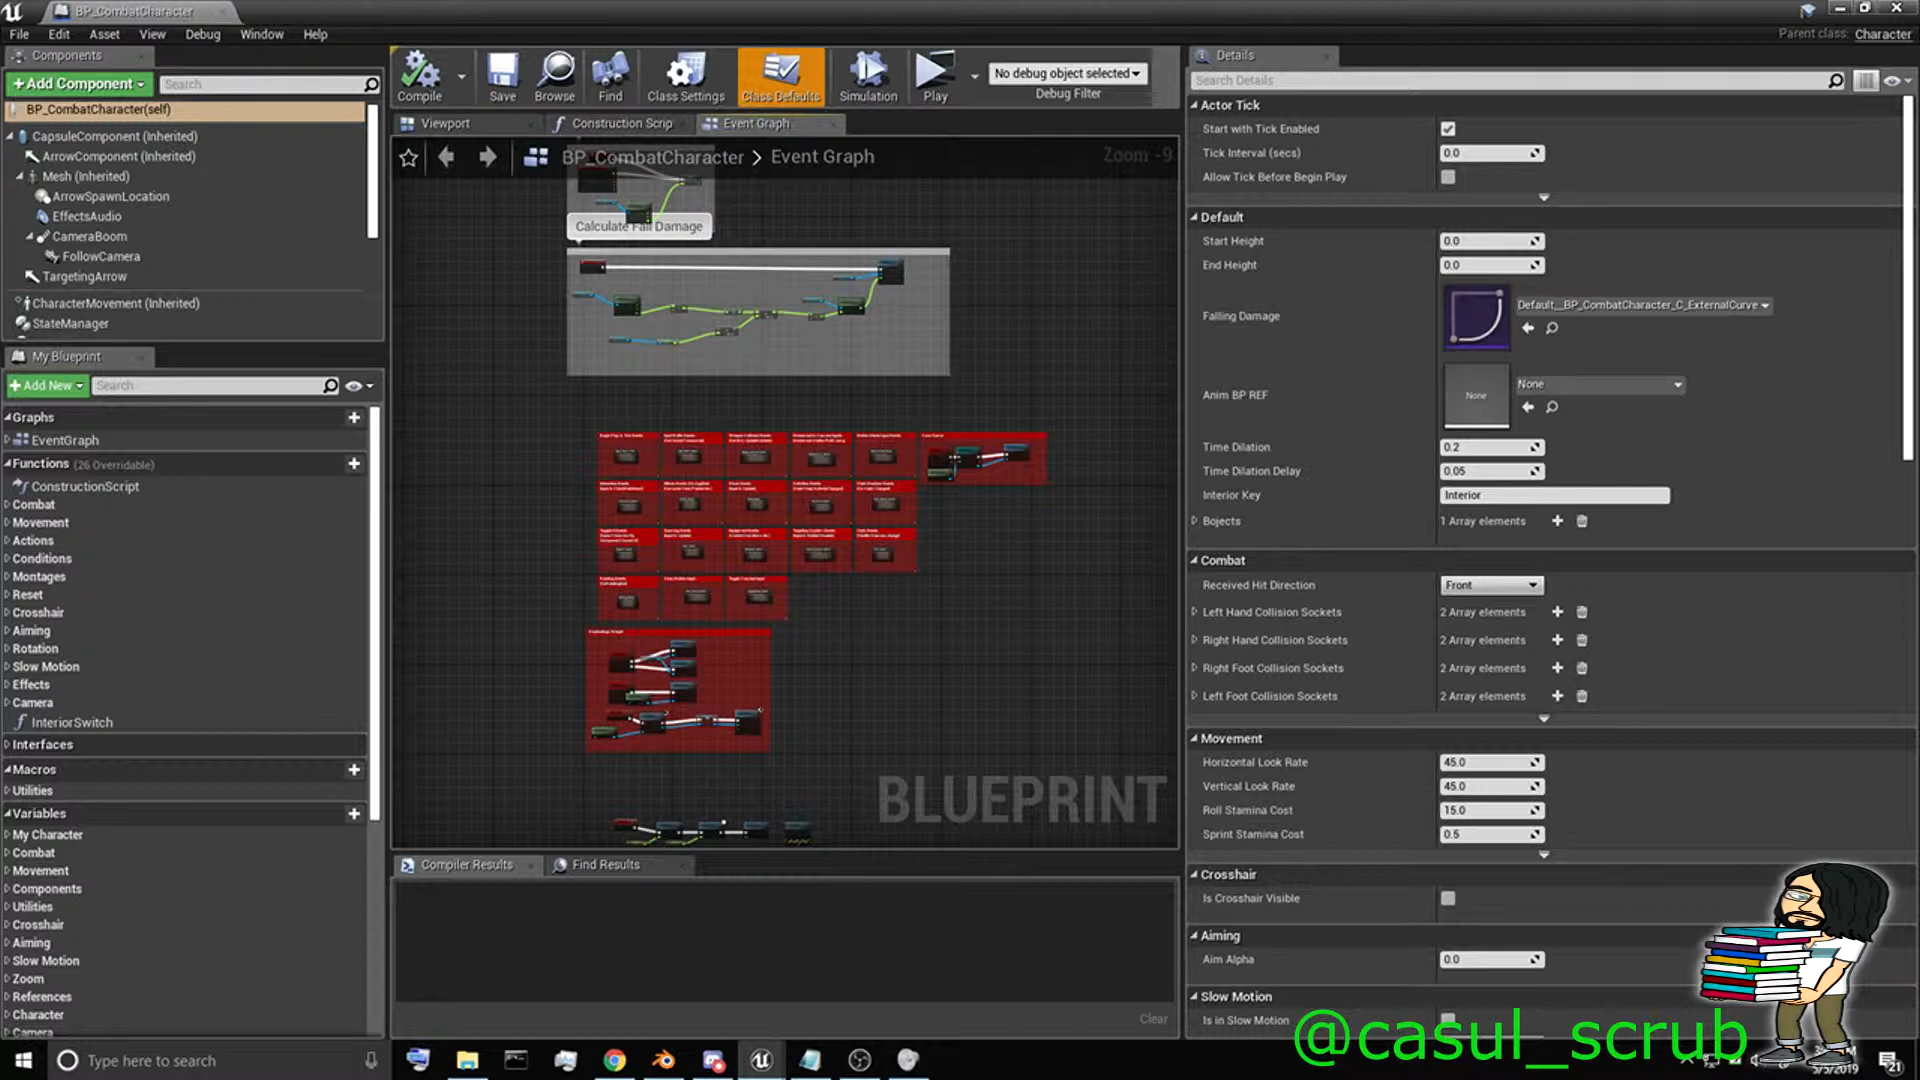 BP_CombatCharacter
File Edit Asset View Debug Window Help
Parent class: Character
Components
+Add Component
Search
BP_CombatCharacter(self)
CapsuleComponent (Inherited)
ArrowComponent (Inherited)
Mesh (Inherited)
ArrowSpawnLocation
EffectsAudio
CameraBoom
FollowCamera
TargetingArrow
CharacterMovement (Inherited)
StateManager
My Blueprint
+Add New
Search
Graphs
EventGraph
Functions (26 Overridable)
ConstructionScript
Combat
Movement
Actions
Conditions
Montages
Reset
Crosshair
Aiming
Rotation
Slow Motion
Effects
Camera
InteriorSwitch
Interfaces
Macros
Utilities
Variables
My Character
Combat
Movement
Components
Utilities
Crosshair
Aiming
Slow Motion
Zoom
References
Character
Camera
Compile
Save
Browse
Find
Class Settings
Class Defaults
Simulation
Play
No debug object selected
Debug Filter
Viewport
Construction Scrip
Event Graph
BP_CombatCharacter > Event Graph
Zoom -9
Calculate Fall Damage
BLUEPRINT
Compiler Results
Find Results
Clear
Details
Search Details
Actor Tick
Start with Tick Enabled
Tick Interval (secs) 0.0
Allow Tick Before Begin Play
Default
Start Height 0.0
End Height 0.0
Falling Damage
Default__BP_CombatCharacter_C_ExternalCurve
Anim BP REF
None
None
Time Dilation 0.2
Time Dilation Delay 0.05
Interior Key Interior
Bojects 1 Array elements
Combat
Received Hit Direction Front
Left Hand Collision Sockets 2 Array elements
Right Hand Collision Sockets 2 Array elements
Right Foot Collision Sockets 2 Array elements
Left Foot Collision Sockets 2 Array elements
Movement
Horizontal Look Rate 45.0
Vertical Look Rate 45.0
Roll Stamina Cost 15.0
Sprint Stamina Cost 0.5
Crosshair
Is Crosshair Visible
Aiming
Aim Alpha 0.0
Slow Motion
Is in Slow Motion
@casul_scrub
Type here to search
5/5/2019
21